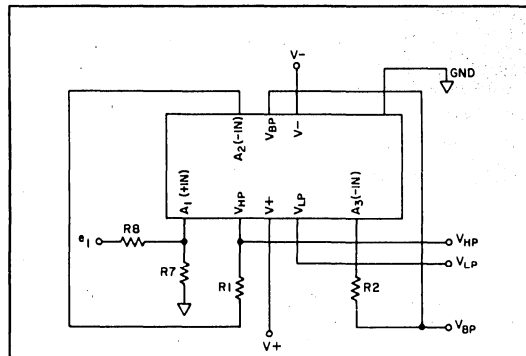 V-
GND
A2(-IN)
VBP
V-
A1(+IN)
VHP
V+
VLP
A3(-IN)
e1
R8
R7
R1
R2
VHP
VLP
VBP
V+